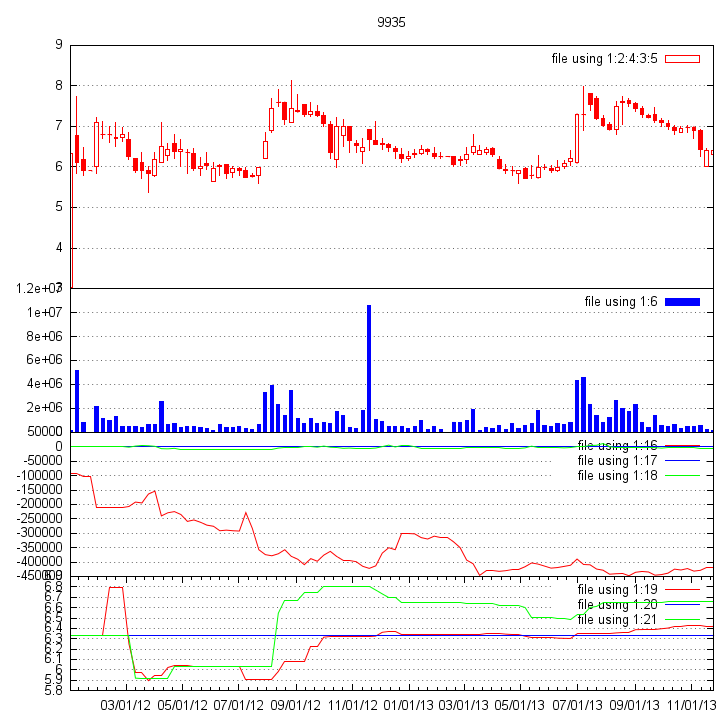 9935
9
file using 1:2:4:3:5
8
7
6
5
4
3
1.2e+07
file using 1:6
1e+07
8e+06
6e+06
4e+06
2e+06
50000
0
file using 1:16
-50000
file using 1:17
-100000
file using 1:18
-150000
-200000
-250000
-300000
-350000
-400000
-450000
6.8
file using 1:19
6.7
file using 1:20
6.6
6.5
file using 1:21
6.4
6.3
6.2
6.1
6
5.9
5.8
03/01/12 05/01/12 07/01/12 09/01/12 11/01/12 01/01/13 03/01/13 05/01/13 07/01/13 09/01/13 11/01/13